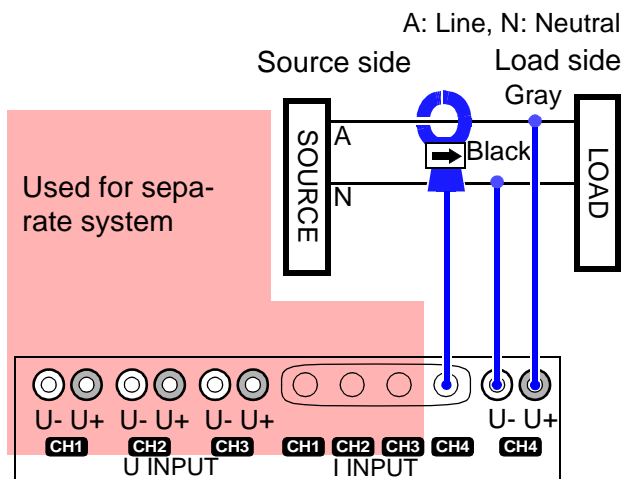 A: Line, N: Neutral
Source side
Load side
Gray
A
Black
SOURCE
LOAD
N
Used for sepa-
rate system
U- U+ U- U+ U- U+ U- U+
CH1 CH2 CH3 CH1 CH2 CH3 CH4 CH4
U INPUT I INPUT